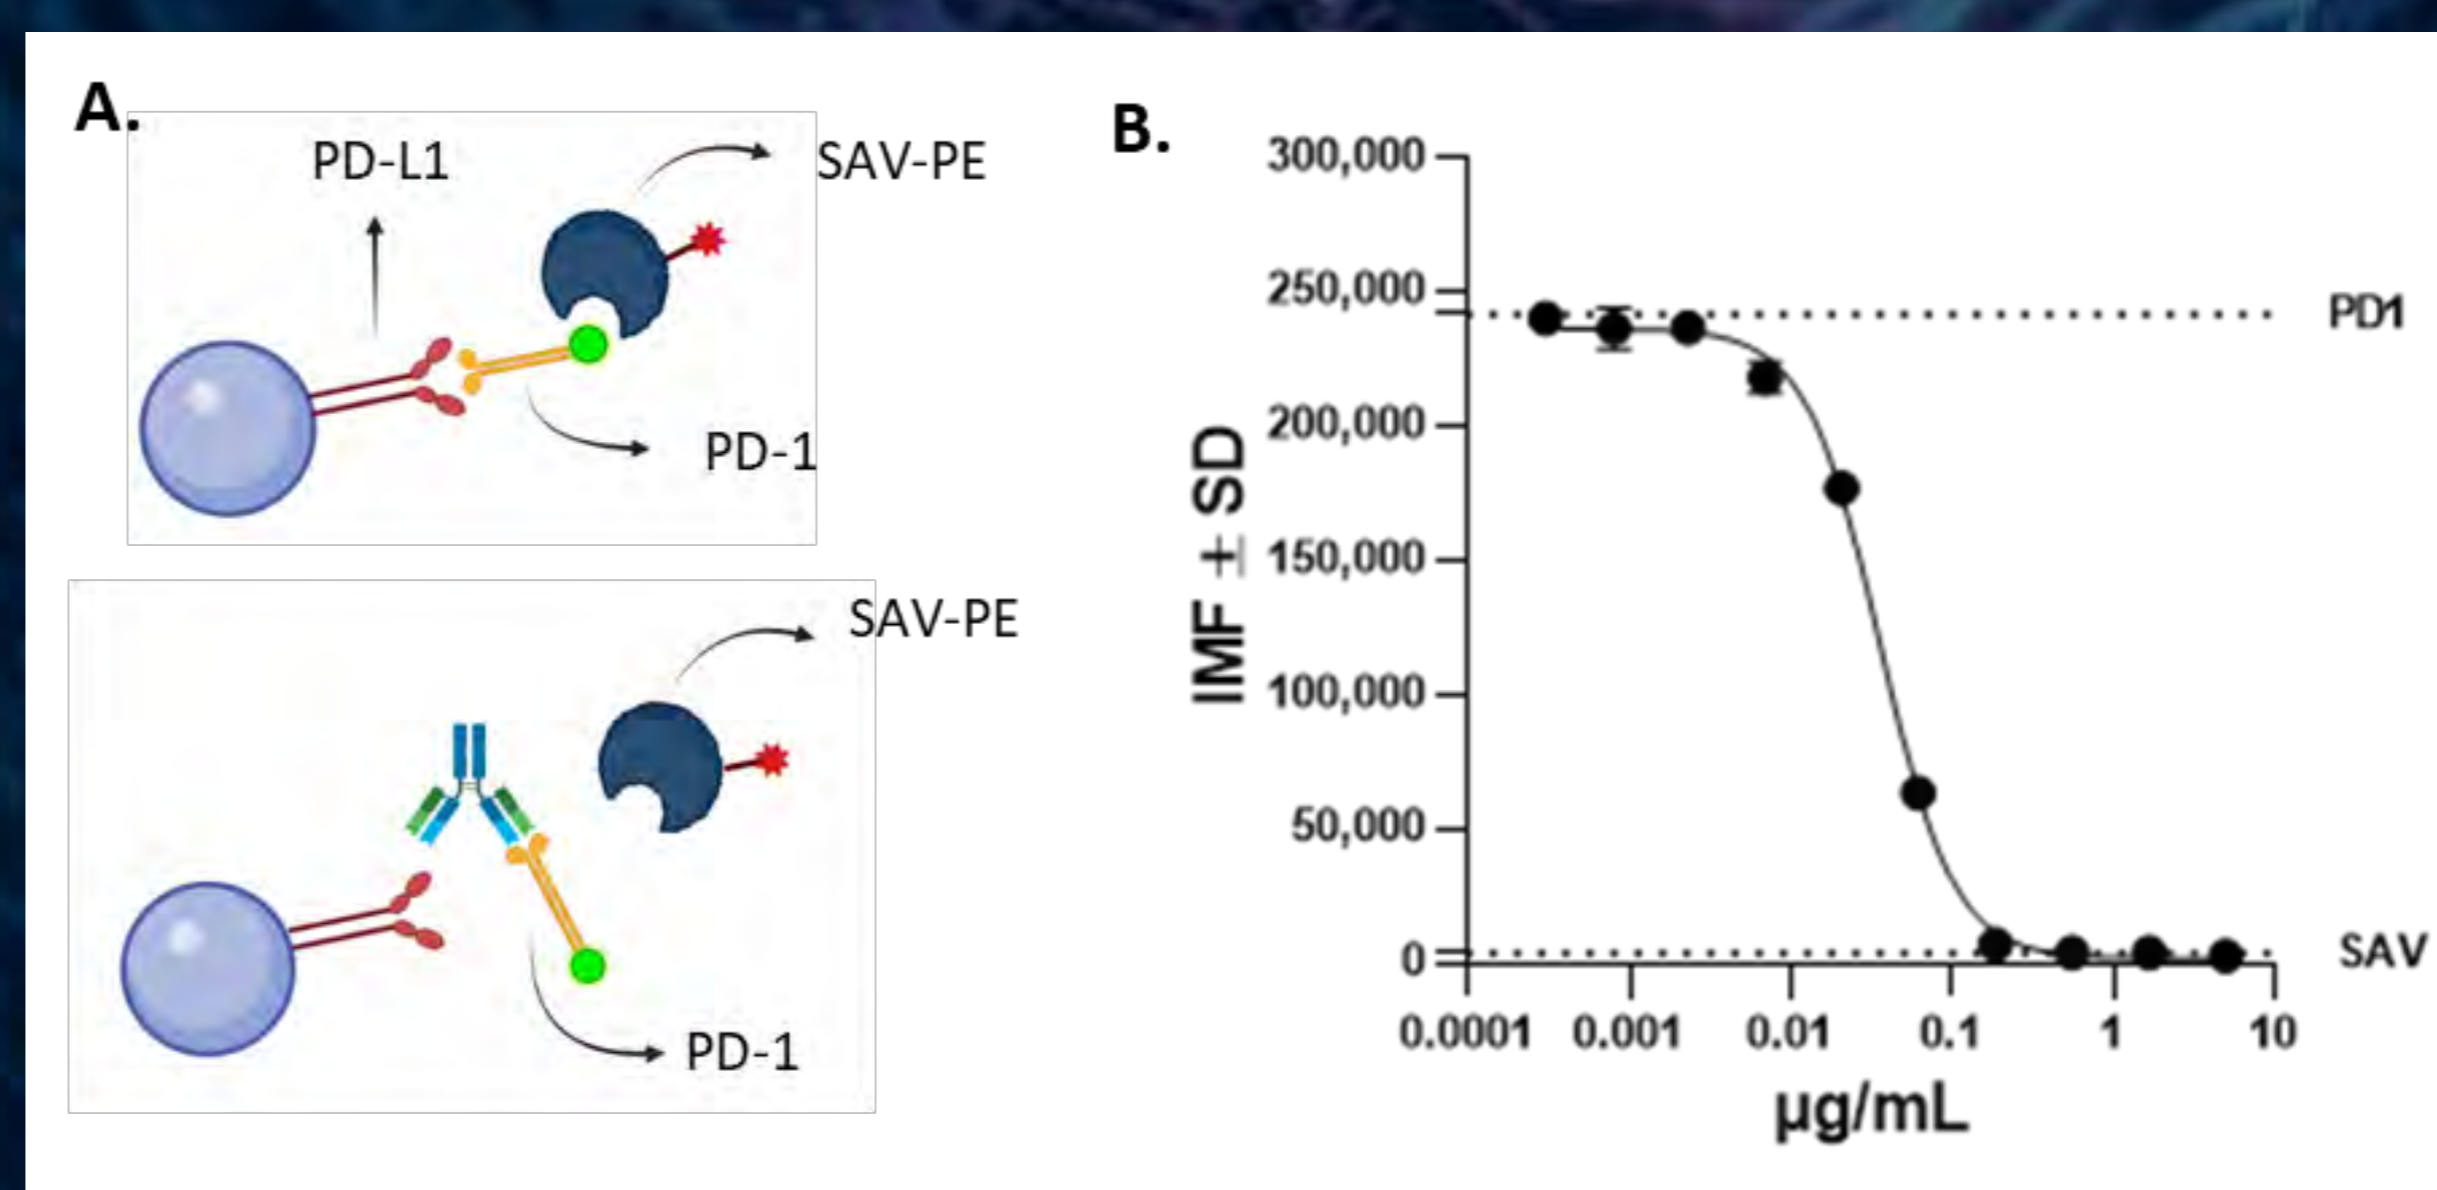 A.
PD-L1
SAV-PE
PD-1
SAV-PE
PD-1
B.
300,000
250,000
200,000
150,000
100,000
50,000
0
IMF ± SD
PD1
SAV
0.0001 0.001 0.01 0.1 1 10
µg/mL